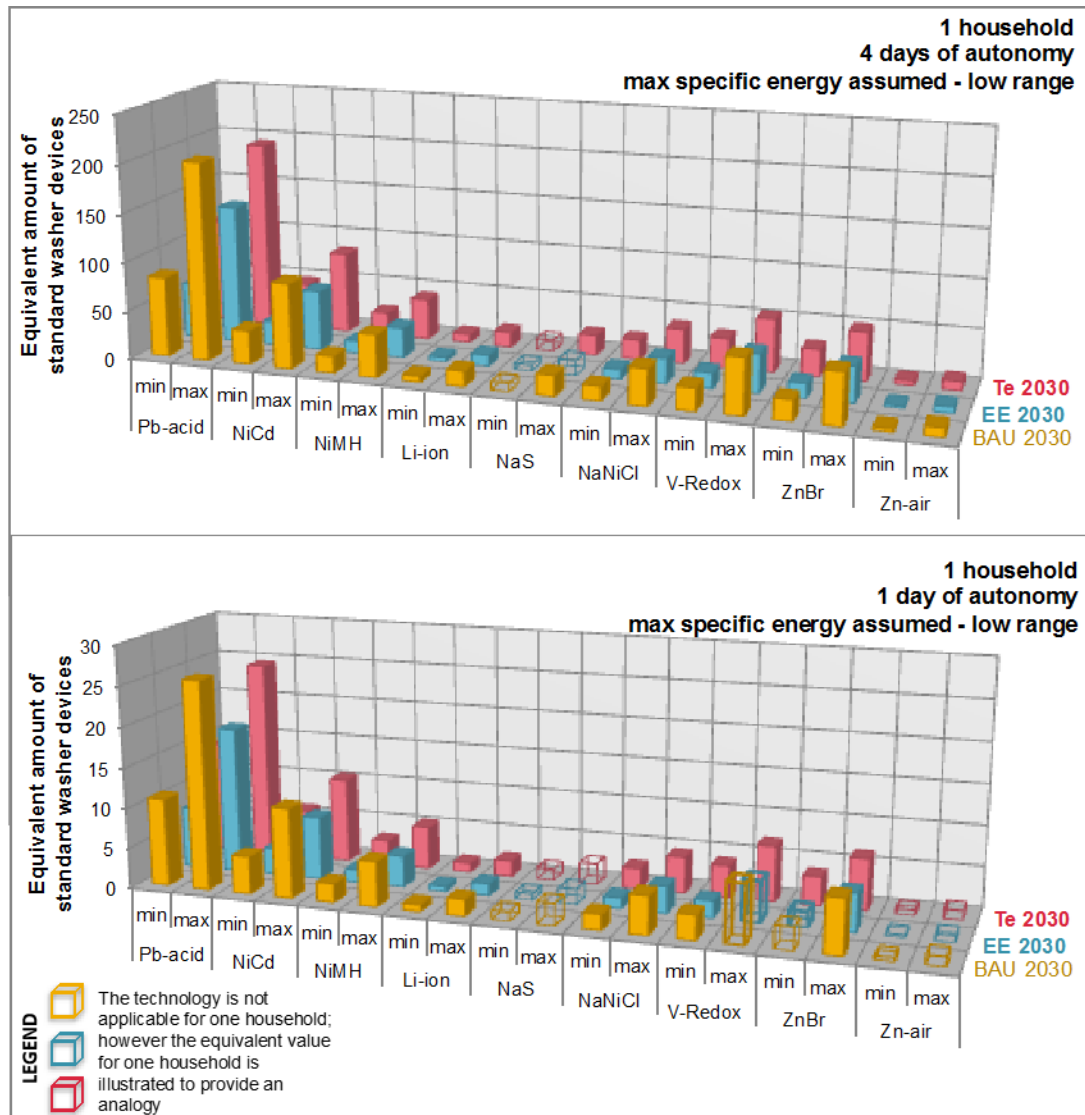 1 household
4 days of autonomy
max specific energy assumed - low range
Equivalent amount of
standard washer devices
250
200
150
100
50
0
min max min max min max min max min max min max min max min max min max
Pb-acid NiCd NiMH Li-ion NaS NaNiCl V-Redox ZnBr Zn-air
Te 2030
EE 2030
BAU 2030
1 household
1 day of autonomy
max specific energy assumed - low range
Equivalent amount of
standard washer devices
30
25
20
15
10
5
0
min max min max min max min max min max min max min max min max min max
Pb-acid NiCd NiMH Li-ion NaS NaNiCl V-Redox ZnBr Zn-air
Te 2030
EE 2030
BAU 2030
LEGEND
The technology is not
applicable for one household;
however the equivalent value
for one household is
illustrated to provide an
analogy